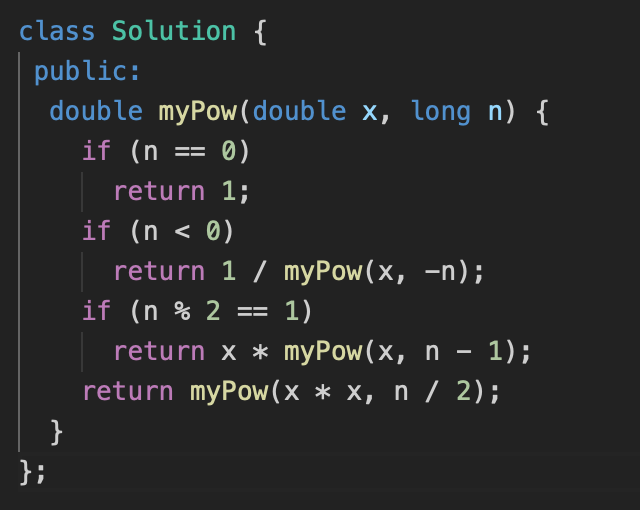 class Solution {
 public:
  double myPow(double x, long n) {
    if (n == 0)
      return 1;
    if (n < 0)
      return 1 / myPow(x, -n);
    if (n % 2 == 1)
      return x * myPow(x, n - 1);
    return myPow(x * x, n / 2);
  }
};